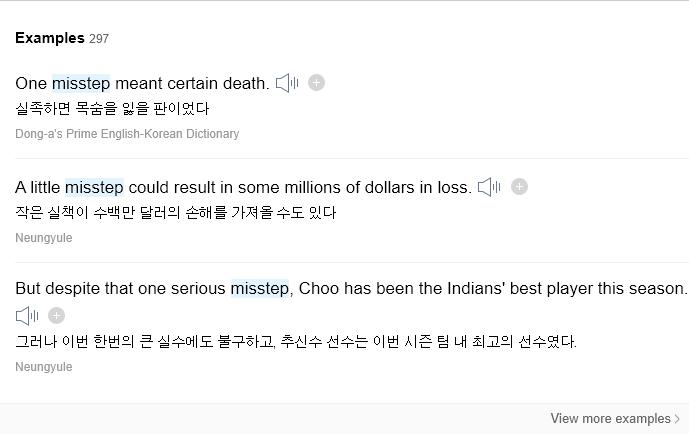 Examples 297
One misstep meant certain death.
실족하면 목숨을 잃을 판이었다
Dong-a's Prime English-Korean Dictionary
A little misstep could result in some millions of dollars in loss.
작은 실책이 수백만 달러의 손해를 가져올 수도 있다
Neungyule
But despite that one serious misstep, Choo has been the Indians' best player this season.
그러나 이번 한번의 큰 실수에도 불구하고, 추신수 선수는 이번 시즌 팀 내 최고의 선수였다.
Neungyule
View more examples